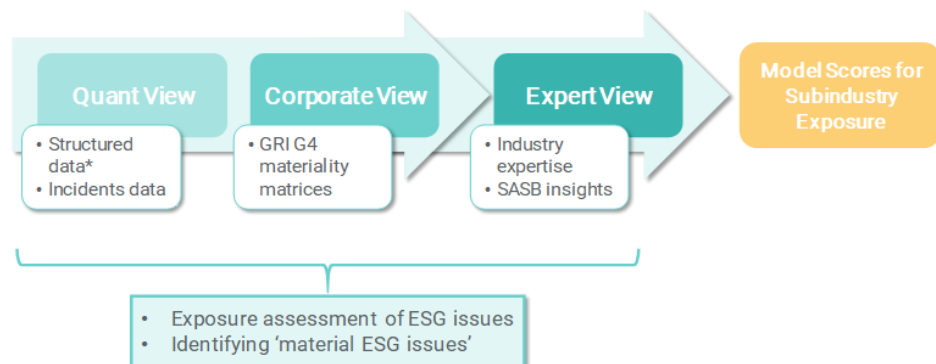 Quant View
Corporate View
Expert View
Model Scores for
Subindustry
Exposure
• Structured
data*
• Incidents data
• GRI G4
materiality
matrices
• Industry
expertise
• SASB insights
• Exposure assessment of ESG issues
• Identifying ‘material ESG issues’